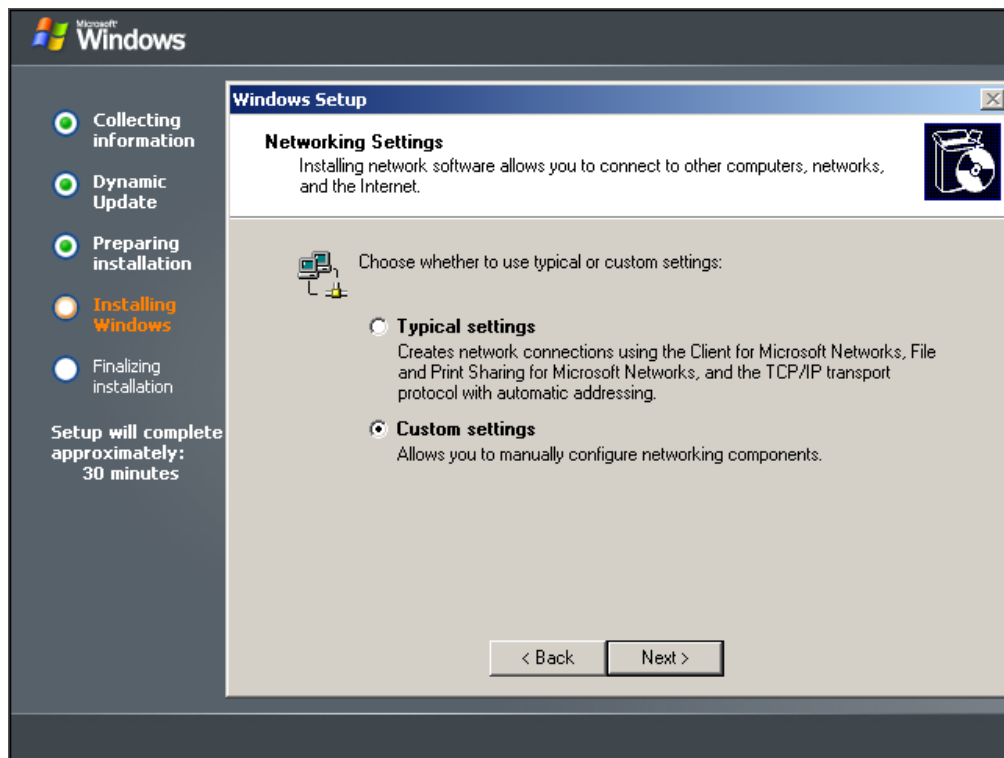 Microsoft
Windows
Collecting
information
Dynamic
Update
Preparing
installation
Installing
Windows
Finalizing
installation
Setup will complete
approximately:
30 minutes
Windows Setup
Networking Settings
Installing network software allows you to connect to other computers, networks,
and the Internet.
Choose whether to use typical or custom settings:
Typical settings
Creates network connections using the Client for Microsoft Networks, File
and Print Sharing for Microsoft Networks, and the TCP/IP transport
protocol with automatic addressing.
Custom settings
Allows you to manually configure networking components.
< Back Next >